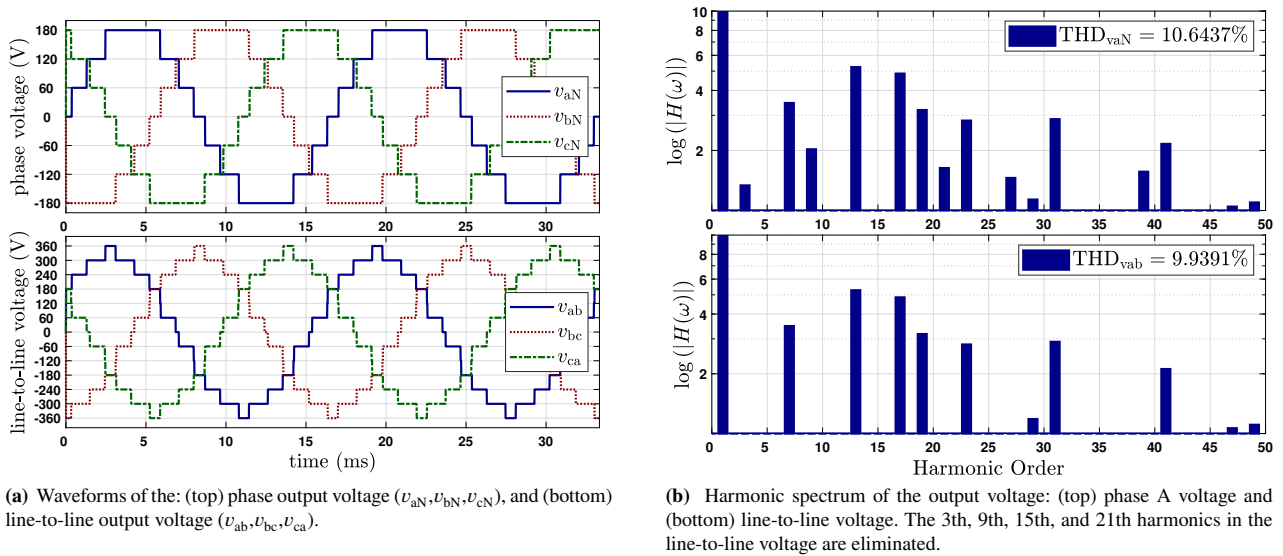 180
120
60
0
-60
-120
-180
phase voltage (V)
v_aN
v_bN
v_cN
0 5 10 15 20 25 30
360
300
240
180
120
60
0
-60
-120
-180
-240
-300
-360
line-to-line voltage (V)
v_ab
v_bc
v_ca
0 5 10 15 20 25 30
time (ms)
(a) Waveforms of the: (top) phase output voltage (v_aN,v_bN,v_cN), and (bottom)
line-to-line output voltage (v_ab,v_bc,v_ca).
10
8
6
4
2
log (|H(ω)|)
THD_vaN = 10.6437%
0 5 10 15 20 25 30 35 40 45 50
8
6
4
2
log (|H(ω)|)
THD_vab = 9.9391%
0 5 10 15 20 25 30 35 40 45 50
Harmonic Order
(b) Harmonic spectrum of the output voltage: (top) phase A voltage and
(bottom) line-to-line voltage. The 3th, 9th, 15th, and 21th harmonics in the
line-to-line voltage are eliminated.